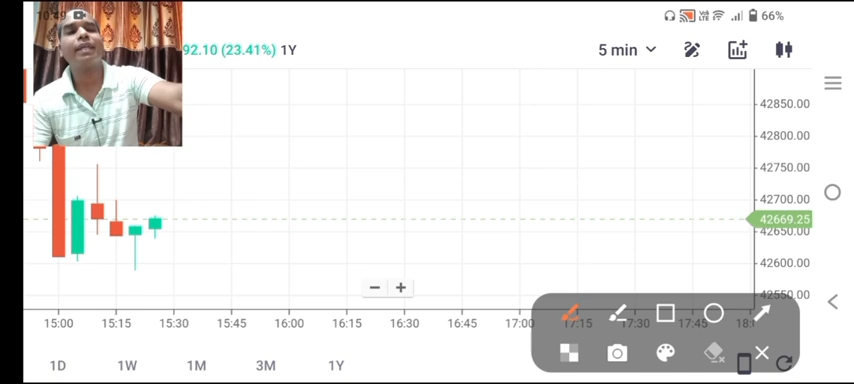 10:49
66%
92.10 (23.41%) 1Y
5 min
42850.00
42800.00
42750.00
42700.00
42669.25
42650.00
42600.00
42550.00
15:00 15:15 15:30 15:45 16:00 16:15 16:30 16:45 17:00 17:15 17:30 17:45
1D 1W 1M 3M 1Y